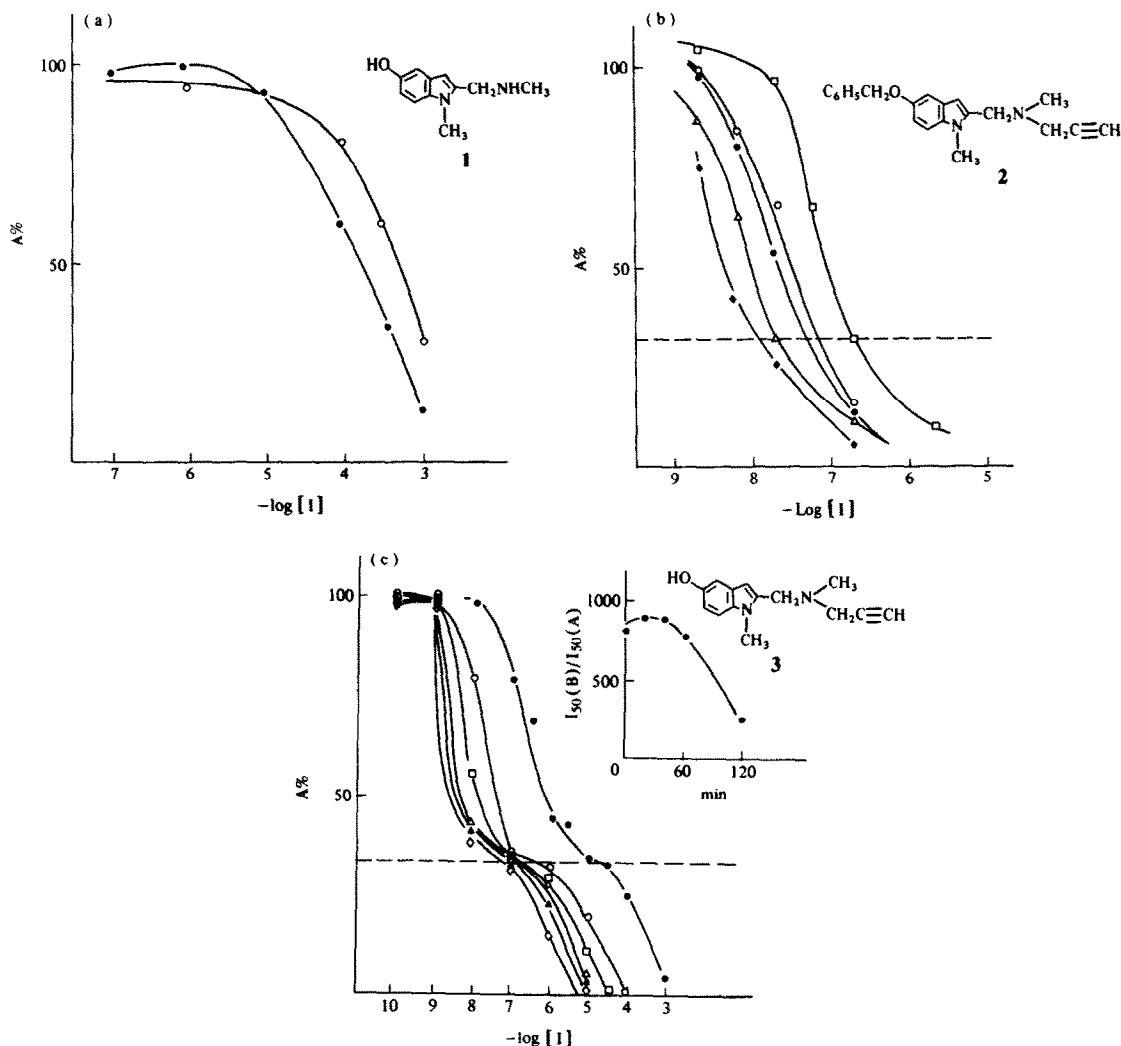 (a)
100
50
A%
7 6 5 4 3
−log [I]
HO
CH₂NHCH₃
N
CH₃
1
(b)
100
50
A%
9 8 7 6 5
−Log [I]
C₆H₅CH₂O
CH₂N
CH₃
CH₂C≡CH
N
CH₃
2
(c)
100
50
A%
10 9 8 7 6 5 4 3
−log [I]
1000
500
0 60 120
I₅₀(B)/I₅₀(A)
min
HO
CH₂N
CH₃
CH₂C≡CH
N
CH₃
3